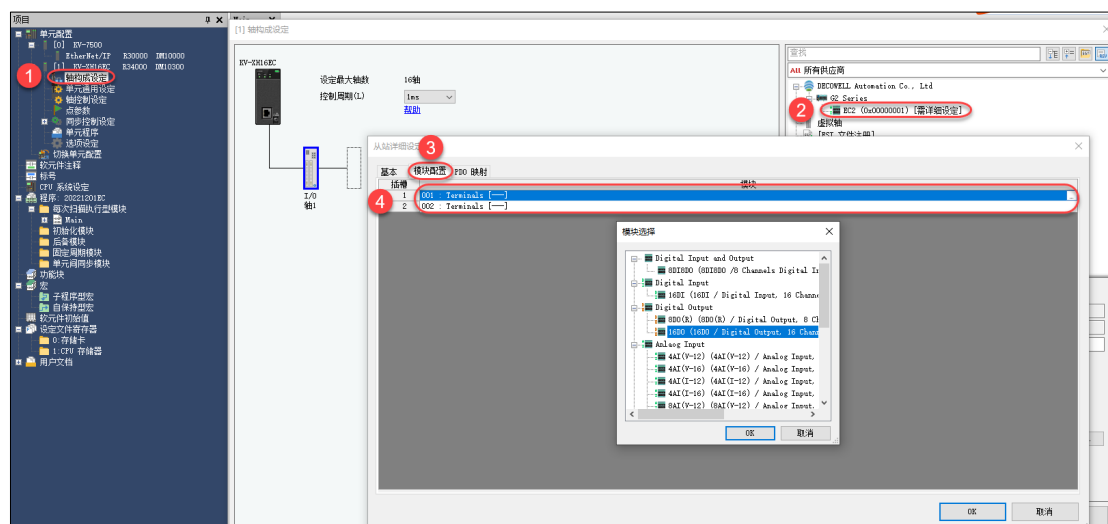 项目
Main
单元配置
[0] KV-7500
EtherNet/IP R30000 DM10000
[1] KV-XH16EC R34000 DM10300
1
轴构成设定
单元通用设定
轴控制设定
点参数
同步控制设定
单元程序
选项设定
切换单元配置
软元件注释
标号
CPU 系统设定
程序: 20221201EC
每次扫描执行型模块
Main
初始化模块
后备模块
固定周期模块
单元间同步模块
功能块
宏
子程序型宏
自保持型宏
软元件初始值
设定文件寄存器
0:存储卡
1:CPU 存储器
用户文档
[1] 轴构成设定
KV-XH16EC
设定最大轴数 16轴
控制周期(L) 1ms
帮助
I/O
轴1
查找
All 所有供应商
DECOWELL Automation Co., Ltd
G2 Series
2
EC2 (0x00000001) [需详细设定]
虚拟轴
[ESI 文件注册]
从站详细设
3
基本 模块配置 PDO 映射
插槽 模块
4
1 001 : Terminals [——]
2 002 : Terminals [——]
模块选择
Digital Input and Output
8DI8DO (8DI8DO /8 Channels Digital I
Digital Input
16DI (16DI / Digital Input, 16 Channe
Digital Output
8DO(R) (8DO(R) / Digital Output, 8 C
16DO (16DO / Digital Output, 16 Chan
Anlaog Input
4AI(V-12) (4AI(V-12) / Analog Input,
4AI(V-16) (4AI(V-16) / Analog Input,
4AI(I-12) (4AI(I-12) / Analog Input,
4AI(I-16) (4AI(I-16) / Analog Input,
8AI(V-12) (8AI(V-12) / Analog Input,
OK 取消
OK 取消